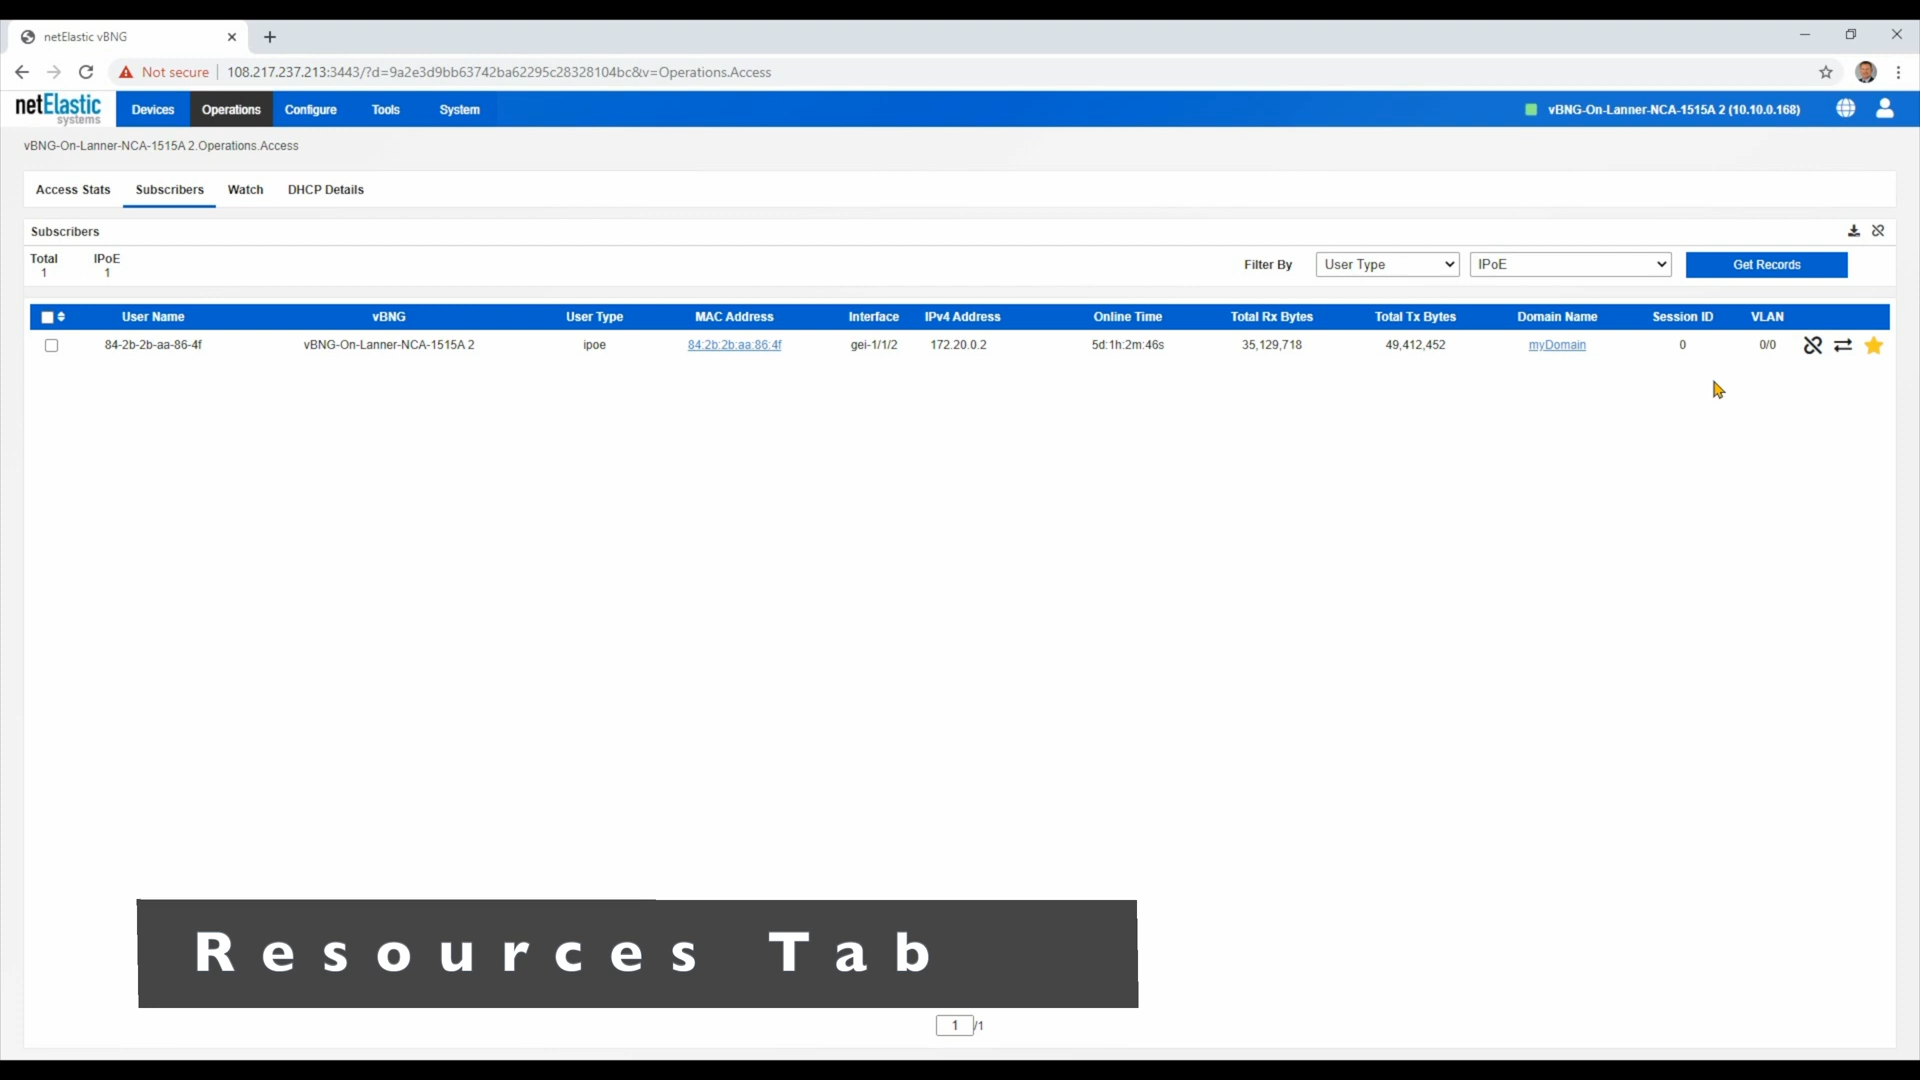 netElastic vBNG
Not secure
108.217.237.213:3443/?d=9a2e3d9bb63742ba62295c28328104bc&v=Operations.Access
netElastic
systems
Devices Operations Configure Tools System
vBNG-On-Lanner-NCA-1515A 2 (10.10.0.168)
vBNG-On-Lanner-NCA-1515A 2.Operations.Access
Access Stats Subscribers Watch DHCP Details
Subscribers
Total IPoE
1 1
Filter By User Type IPoE Get Records
User Name vBNG User Type MAC Address Interface IPv4 Address Online Time Total Rx Bytes Total Tx Bytes Domain Name Session ID VLAN
84-2b-2b-aa-86-4f vBNG-On-Lanner-NCA-1515A 2 ipoe 84:2b:2b:aa:86:4f gei-1/1/2 172.20.0.2 5d:1h:2m:46s 35,129,718 49,412,452 myDomain 0 0/0
Resources Tab
1 /1